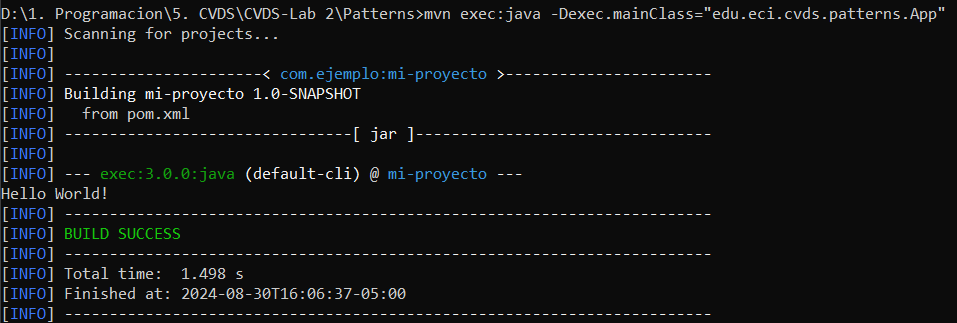 D:\1. Programacion\5. CVDS\CVDS-Lab 2\Patterns>mvn exec:java -Dexec.mainClass="edu.eci.cvds.patterns.App"
[INFO] Scanning for projects...
[INFO]
[INFO] ----------------------< com.ejemplo:mi-proyecto >-----------------------
[INFO] Building mi-proyecto 1.0-SNAPSHOT
[INFO]   from pom.xml
[INFO] --------------------------------[ jar ]---------------------------------
[INFO]
[INFO] --- exec:3.0.0:java (default-cli) @ mi-proyecto ---
Hello World!
[INFO] ------------------------------------------------------------------------
[INFO] BUILD SUCCESS
[INFO] ------------------------------------------------------------------------
[INFO] Total time:  1.498 s
[INFO] Finished at: 2024-08-30T16:06:37-05:00
[INFO] ------------------------------------------------------------------------